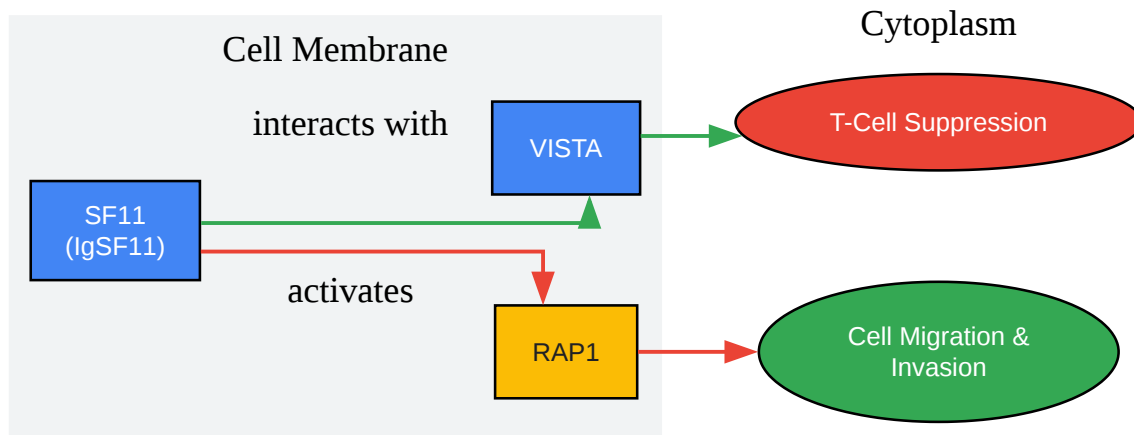 Cell Membrane
Cytoplasm
interacts with
VISTA
T-Cell Suppression
SF11
(IgSF11)
activates
RAP1
Cell Migration &
Invasion